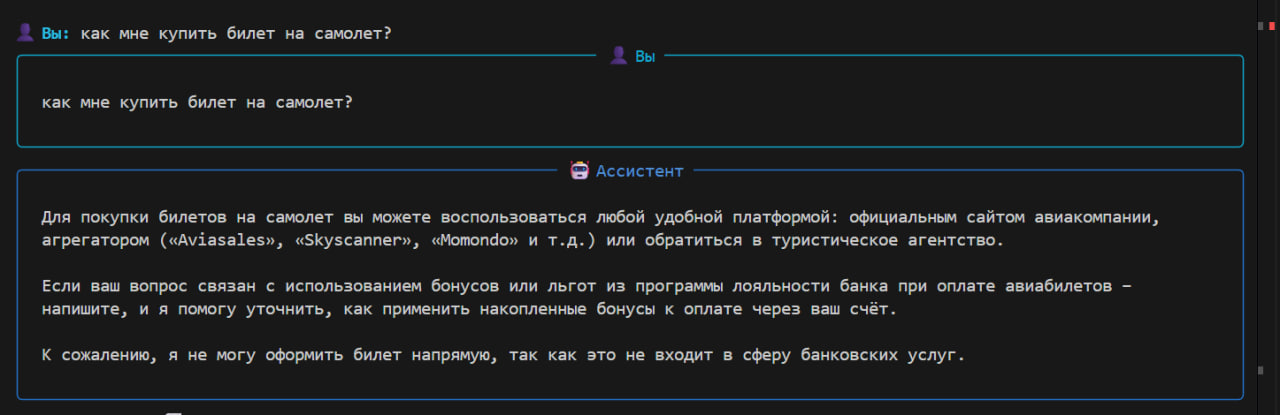 Вы: как мне купить билет на самолет?
Вы
как мне купить билет на самолет?
Ассистент
Для покупки билетов на самолет вы можете воспользоваться любой удобной платформой: официальным сайтом авиакомпании,
агрегатором («Aviasales», «Skyscanner», «Momondo» и т.д.) или обратиться в туристическое агентство.
Если ваш вопрос связан с использованием бонусов или льгот из программы лояльности банка при оплате авиабилетов –
напишите, и я помогу уточнить, как применить накопленные бонусы к оплате через ваш счёт.
К сожалению, я не могу оформить билет напрямую, так как это не входит в сферу банковских услуг.